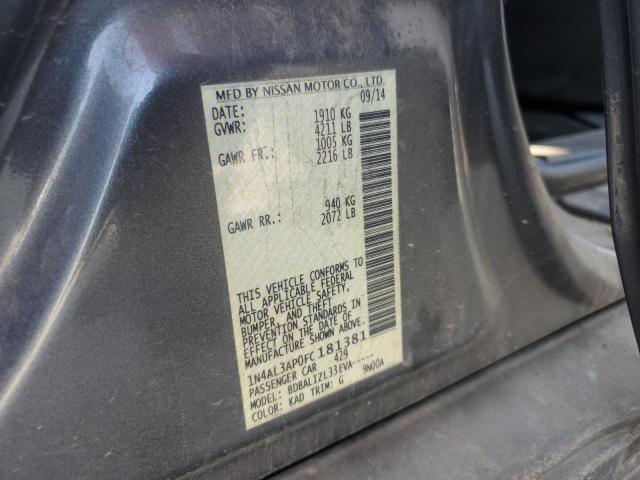 MFD BY NISSAN MOTOR CO., LTD.
DATE: 09/14
GVWR: 1910 KG
4211 LB
GAWR FR.: 1005 KG
2216 LB
GAWR RR.: 940 KG
2072 LB
THIS VEHICLE CONFORMS TO
ALL APPLICABLE FEDERAL
MOTOR VEHICLE SAFETY,
BUMPER, AND THEFT
PREVENTION STANDARDS IN
EFFECT ON THE DATE OF
MANUFACTURE SHOWN ABOVE.
1N4AL3AP0FC181381
PASSENGER CAR 429
MODEL: BDBALIZL33EVA-----
COLOR: KAD TRIM: G 9N00A